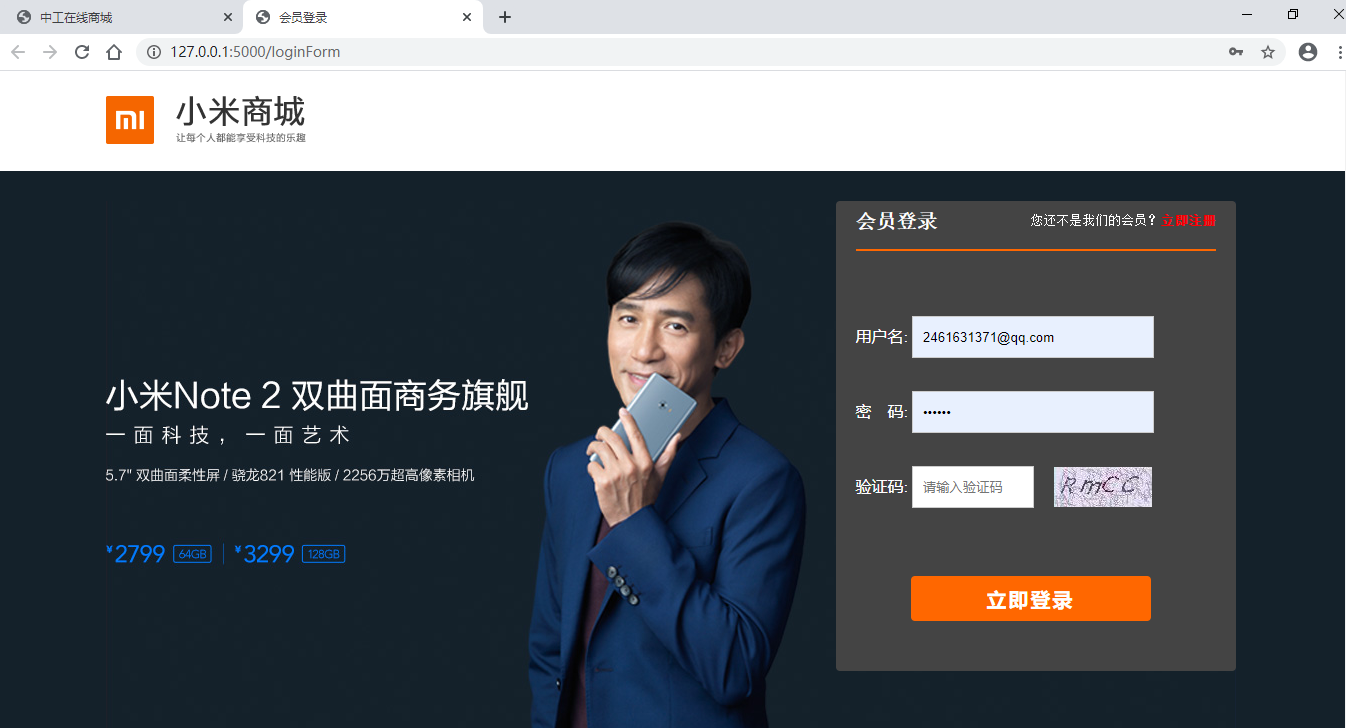 中工在线商城
会员登录
127.0.0.1:5000/loginForm
mi 小米商城
让每个人都能享受科技的乐趣
会员登录 您还不是我们的会员？立即注册
用户名: 2461631371@qq.com
密 码: ••••••
验证码: 请输入验证码 RmCC
立即登录
小米Note 2 双曲面商务旗舰
一面科技，一面艺术
5.7" 双曲面柔性屏 / 骁龙821 性能版 / 2256万超高像素相机
¥2799 64GB | ¥3299 128GB